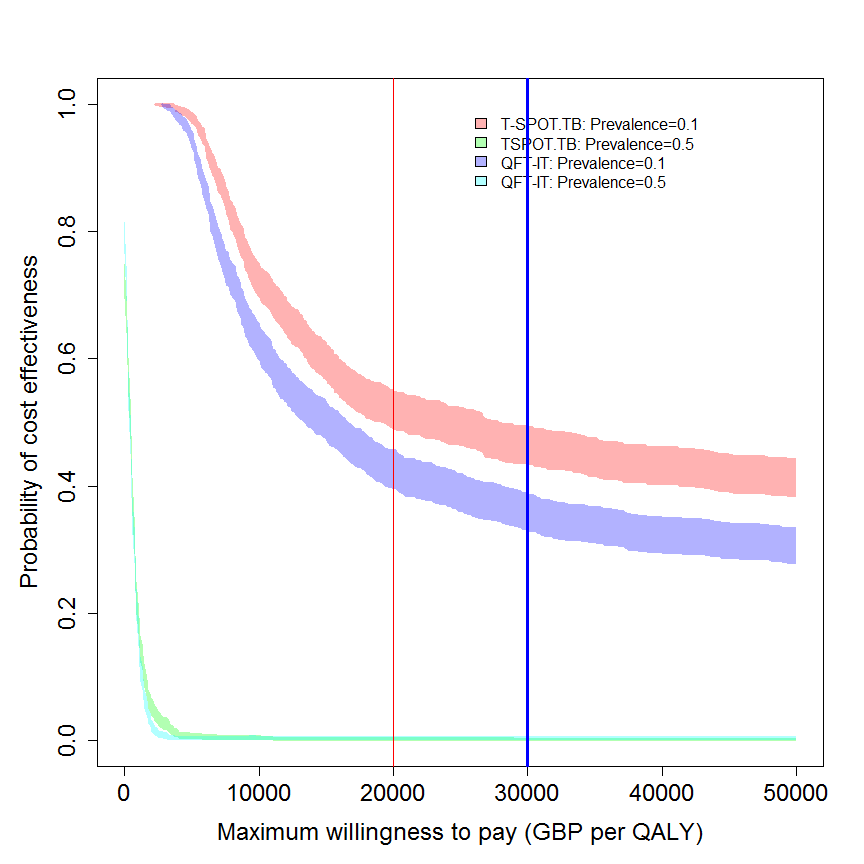 T-SPOT.TB: Prevalence=0.1
TSPOT.TB: Prevalence=0.5
QFT-IT: Prevalence=0.1
QFT-IT: Prevalence=0.5
Probability of cost effectiveness
1.0
0.8
0.6
0.4
0.2
0.0
0 10000 20000 30000 40000 50000
Maximum willingness to pay (GBP per QALY)